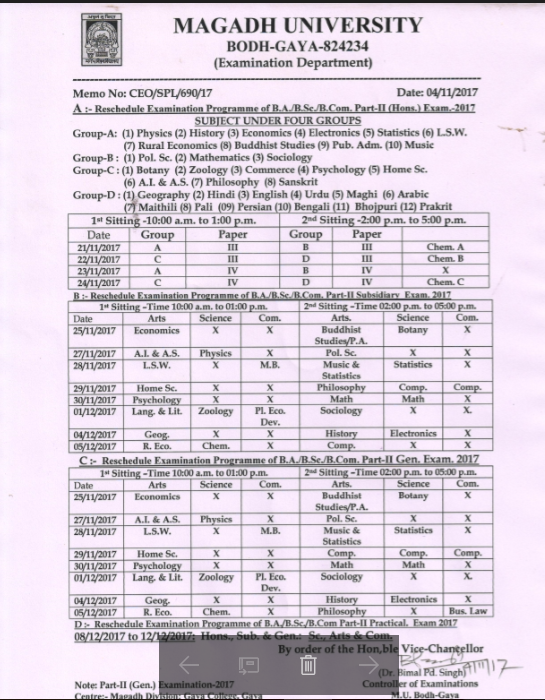 MAGADH UNIVERSITY
BODH-GAYA-824234
(Examination Department)
Memo No: CEO/SPL/690/17 Date: 04/11/2017
A :- Reschedule Examination Programme of B.A./B.Sc./B.Com. Part-II (Hons.) Exam.-2017
SUBJECT UNDER FOUR GROUPS
Group-A: (1) Physics (2) History (3) Economics (4) Electronics (5) Statistics (6) L.S.W.
(7) Rural Economics (8) Buddhist Studies (9) Pub. Adm. (10) Music
Group-B : (1) Pol. Sc. (2) Mathematics (3) Sociology
Group-C : (1) Botany (2) Zoology (3) Commerce (4) Psychology (5) Home Sc.
(6) A.I. & A.S. (7) Philosophy (8) Sanskrit
Group-D : (1) Geography (2) Hindi (3) English (4) Urdu (5) Maghi (6) Arabic
(7) Maithili (8) Pali (09) Persian (10) Bengali (11) Bhojpuri (12) Prakrit
1st Sitting -10:00 a.m. to 1:00 p.m. 2nd Sitting -2:00 p.m. to 5:00 p.m.
Date Group Paper Group Paper
21/11/2017 A III B III Chem. A
22/11/2017 C III D III Chem. B
23/11/2017 A IV B IV X
24/11/2017 C IV D IV Chem. C
B :- Reschedule Examination Programme of B.A./B.Sc./B.Com. Part-II Subsidiary Exam. 2017
1st Sitting -Time 10:00 a.m. to 01:00 p.m. 2nd Sitting -Time 02:00 p.m. to 05:00 p.m.
Date Arts Science Com. Arts. Science Com.
25/11/2017 Economics X X Buddhist Botany X
Studies/P.A.
27/11/2017 A.I. & A.S. Physics X Pol. Sc. X X
28/11/2017 L.S.W. X M.B. Music & Statistics X
Statistics
29/11/2017 Home Sc. X X Philosophy Comp. Comp.
30/11/2017 Psychology X X Math Math X
01/12/2017 Lang. & Lit. Zoology Pl. Eco. Sociology X X.
Dev.
04/12/2017 Geog. X X History Electronics X
05/12/2017 R. Eco. Chem. X Comp. X X
C :- Reschedule Examination Programme of B.A./B.Sc./B.Com. Part-II Gen. Exam. 2017
1st Sitting -Time 10:00 a.m. to 01:00 p.m. 2nd Sitting -Time 02:00 p.m. to 05:00 p.m.
Date Arts Science Com. Arts. Science Com.
25/11/2017 Economics X X Buddhist Botany X
Studies/P.A.
27/11/2017 A.I. & A.S. Physics X Pol. Sc. X X
28/11/2017 L.S.W. X M.B. Music & Statistics X
Statistics
29/11/2017 Home Sc. X X Comp. Comp. Comp.
30/11/2017 Psychology X X Math Math X
01/12/2017 Lang. & Lit. Zoology Pl. Eco. Sociology X X.
Dev.
04/12/2017 Geog. X X History Electronics X
05/12/2017 R. Eco. Chem. X Philosophy X Bus. Law
D :- Reschedule Examination Programme of B.A./B.Sc./B.Com Part-II Practical. Exam 2017
08/12/2017 to 12/12/2017: Hons., Sub. & Gen.: Sc., Arts & Com.
By order of the Hon,ble Vice-Chancellor
(Dr. Bimal Pd. Singh)
Note: Part-II (Gen.) Examination-2017 Controller of Examinations
Centre:- Magadh Division: Gaya College, Gaya M.U. Bodh-Gaya